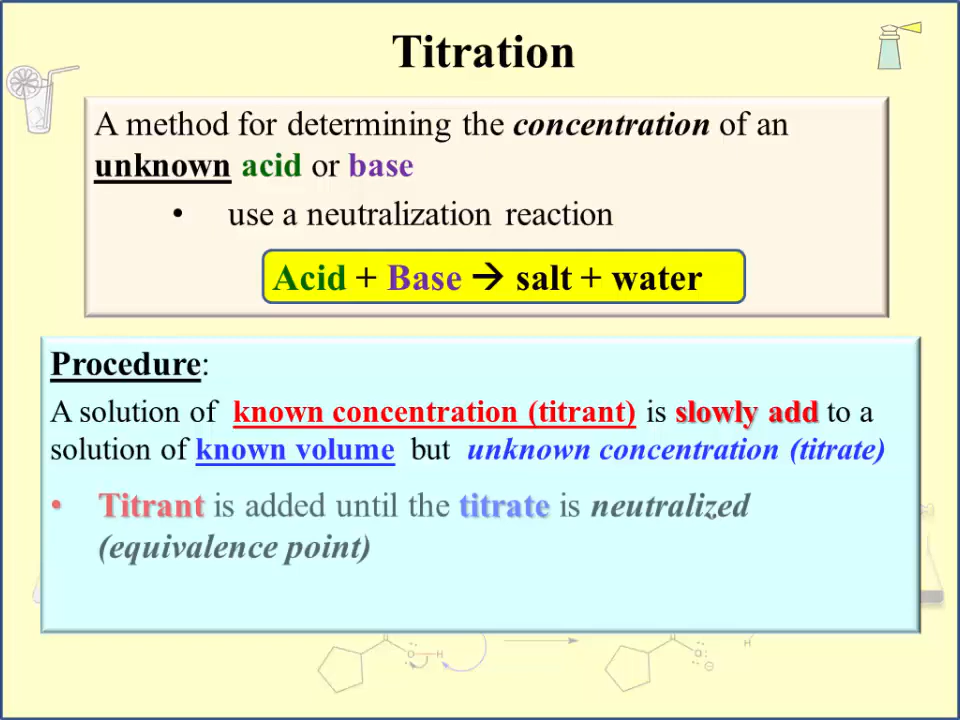 Titration
A method for determining the concentration of an
unknown acid or base
• use a neutralization reaction
Acid + Base → salt + water
Procedure:
A solution of known concentration (titrant) is slowly add to a
solution of known volume but unknown concentration (titrate)
• Titrant is added until the titrate is neutralized
(equivalence point)
O H
O
H